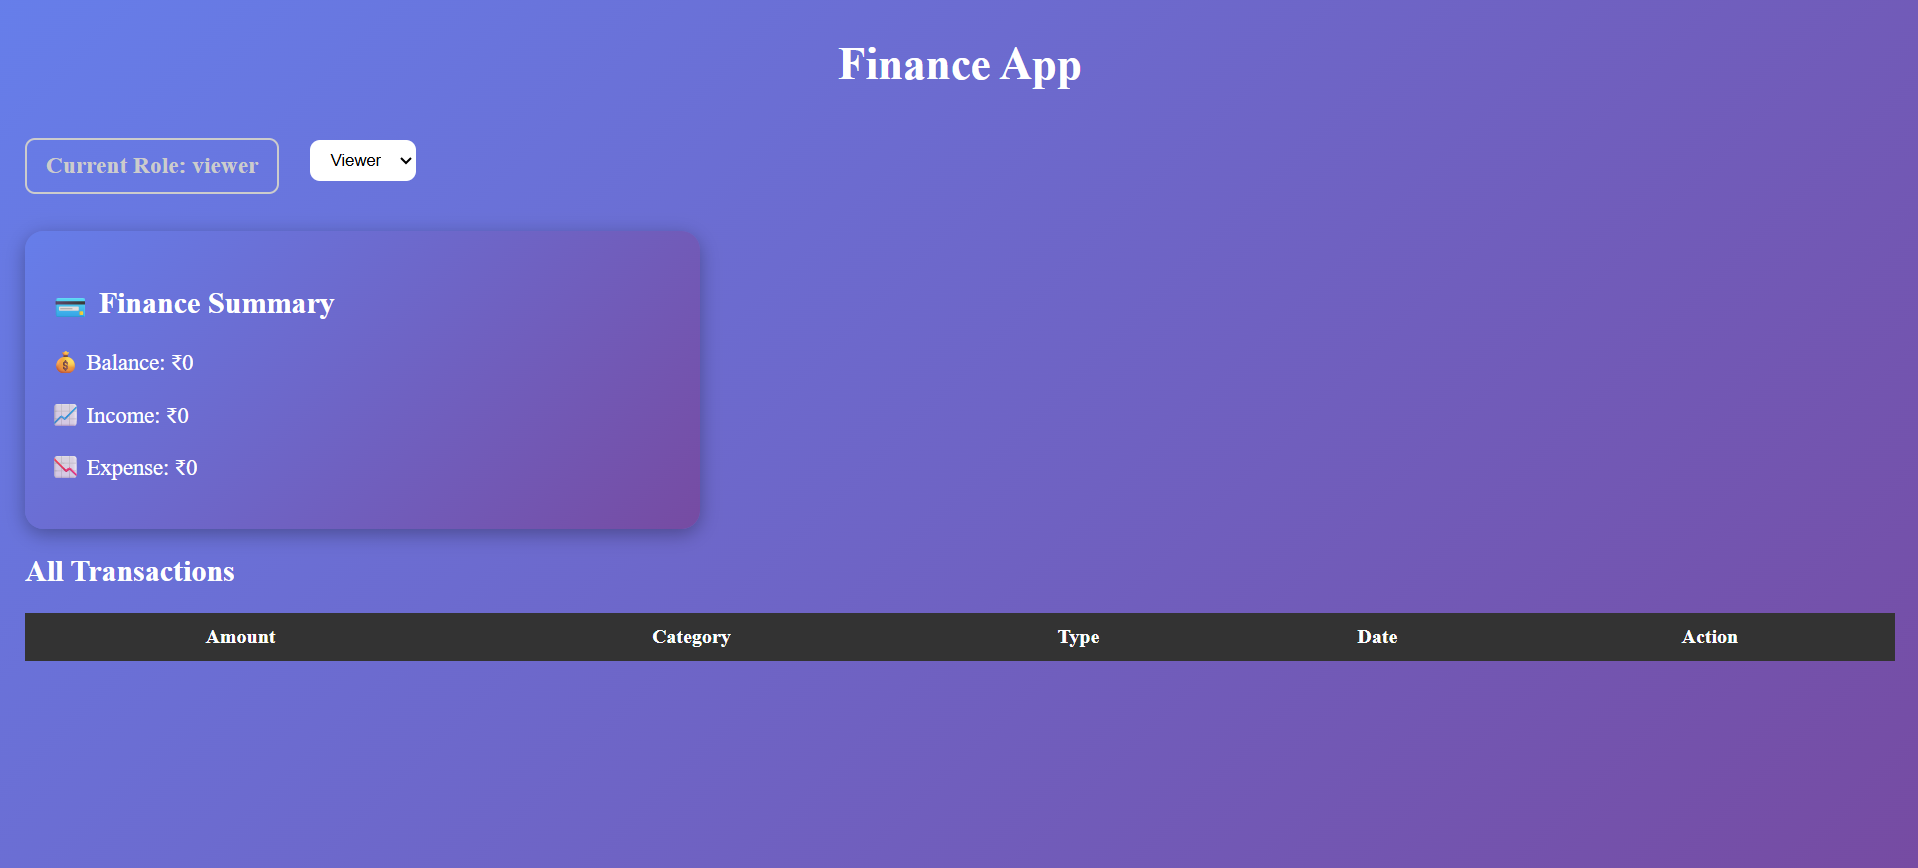 Finance App
Current Role: viewer
Viewer
Finance Summary
Balance: ₹0
Income: ₹0
Expense: ₹0
All Transactions
Amount Category Type Date Action